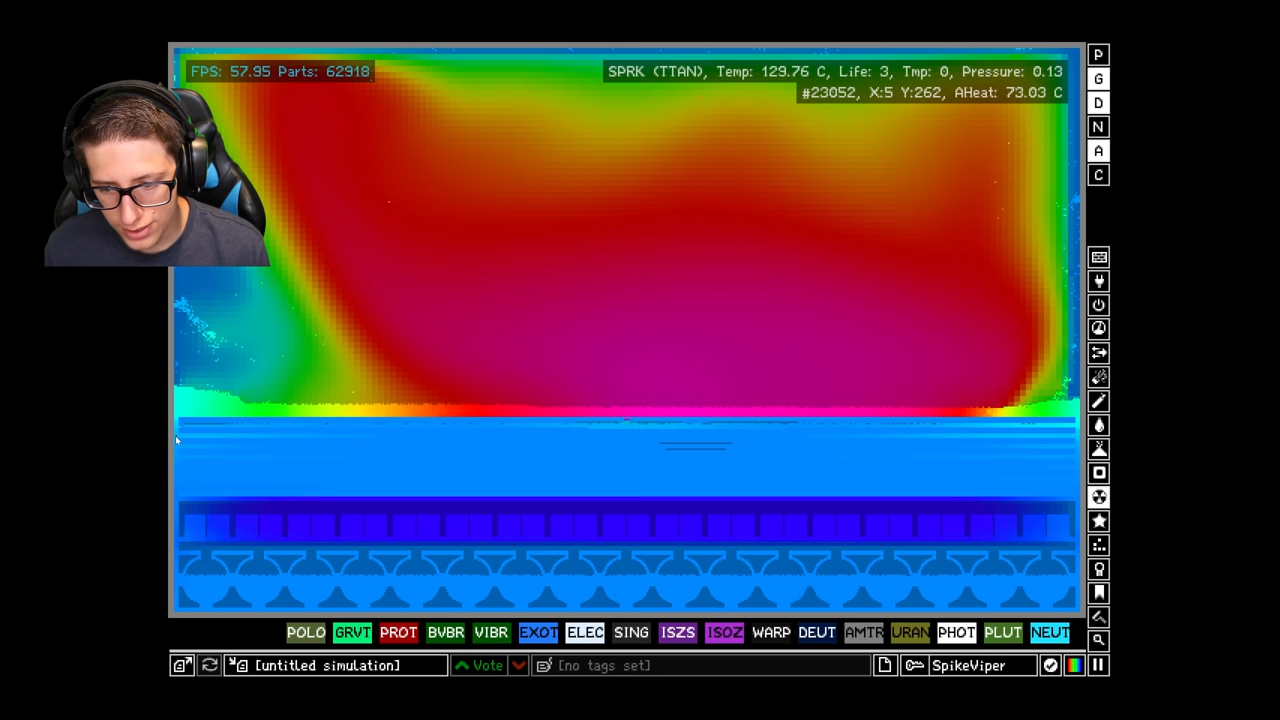 FPS: 57.95 Parts: 62918
SPRK (TTAN), Temp: 129.76 C, Life: 3, Tmp: 0, Pressure: 0.13
#23052, X:5 Y:262, AHeat: 73.03 C
P
G
D
N
A
C
POLO GRVT PROT BVBR VIBR EXOT ELEC SING ISZS ISOZ WARP DEUT AMTR URAN PHOT PLUT NEUT
[untitled simulation] Vote [no tags set] SpikeViper